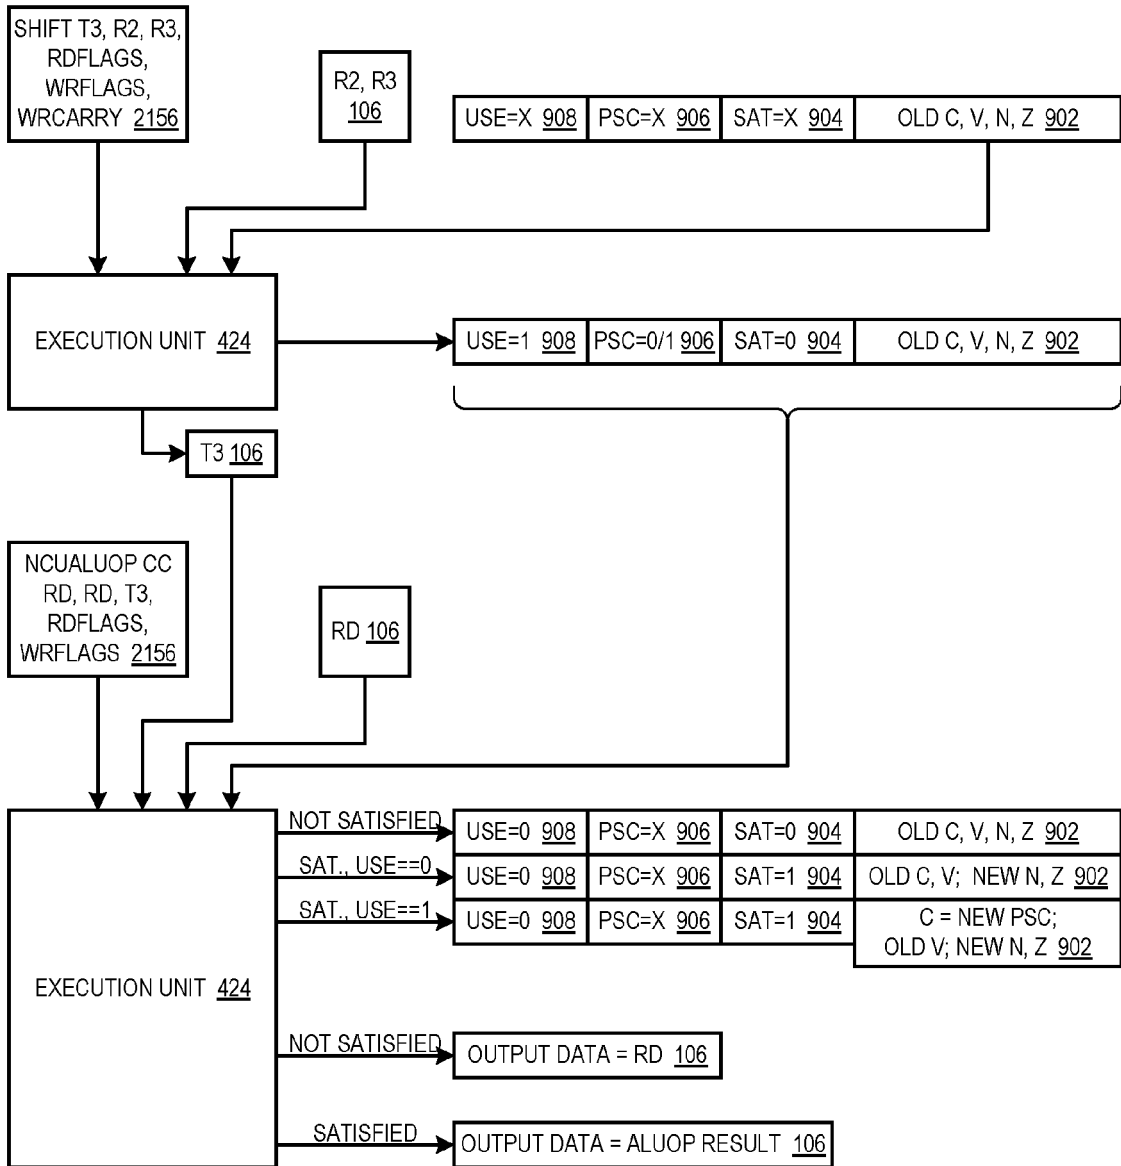 SHIFT T3, R2, R3,
RDFLAGS,
WRFLAGS,
WRCARRY 2156
R2, R3
106
USE=X 908
PSC=X 906
SAT=X 904
OLD C, V, N, Z 902
EXECUTION UNIT 424
USE=1 908
PSC=0/1 906
SAT=0 904
OLD C, V, N, Z 902
T3 106
NCUALUOP CC
RD, RD, T3,
RDFLAGS,
WRFLAGS 2156
RD 106
EXECUTION UNIT 424
NOT SATISFIED
USE=0 908
PSC=X 906
SAT=0 904
OLD C, V, N, Z 902
SAT., USE==0
USE=0 908
PSC=X 906
SAT=1 904
OLD C, V; NEW N, Z 902
SAT., USE==1
USE=0 908
PSC=X 906
SAT=1 904
C = NEW PSC;
OLD V; NEW N, Z 902
NOT SATISFIED
OUTPUT DATA = RD 106
SATISFIED
OUTPUT DATA = ALUOP RESULT 106